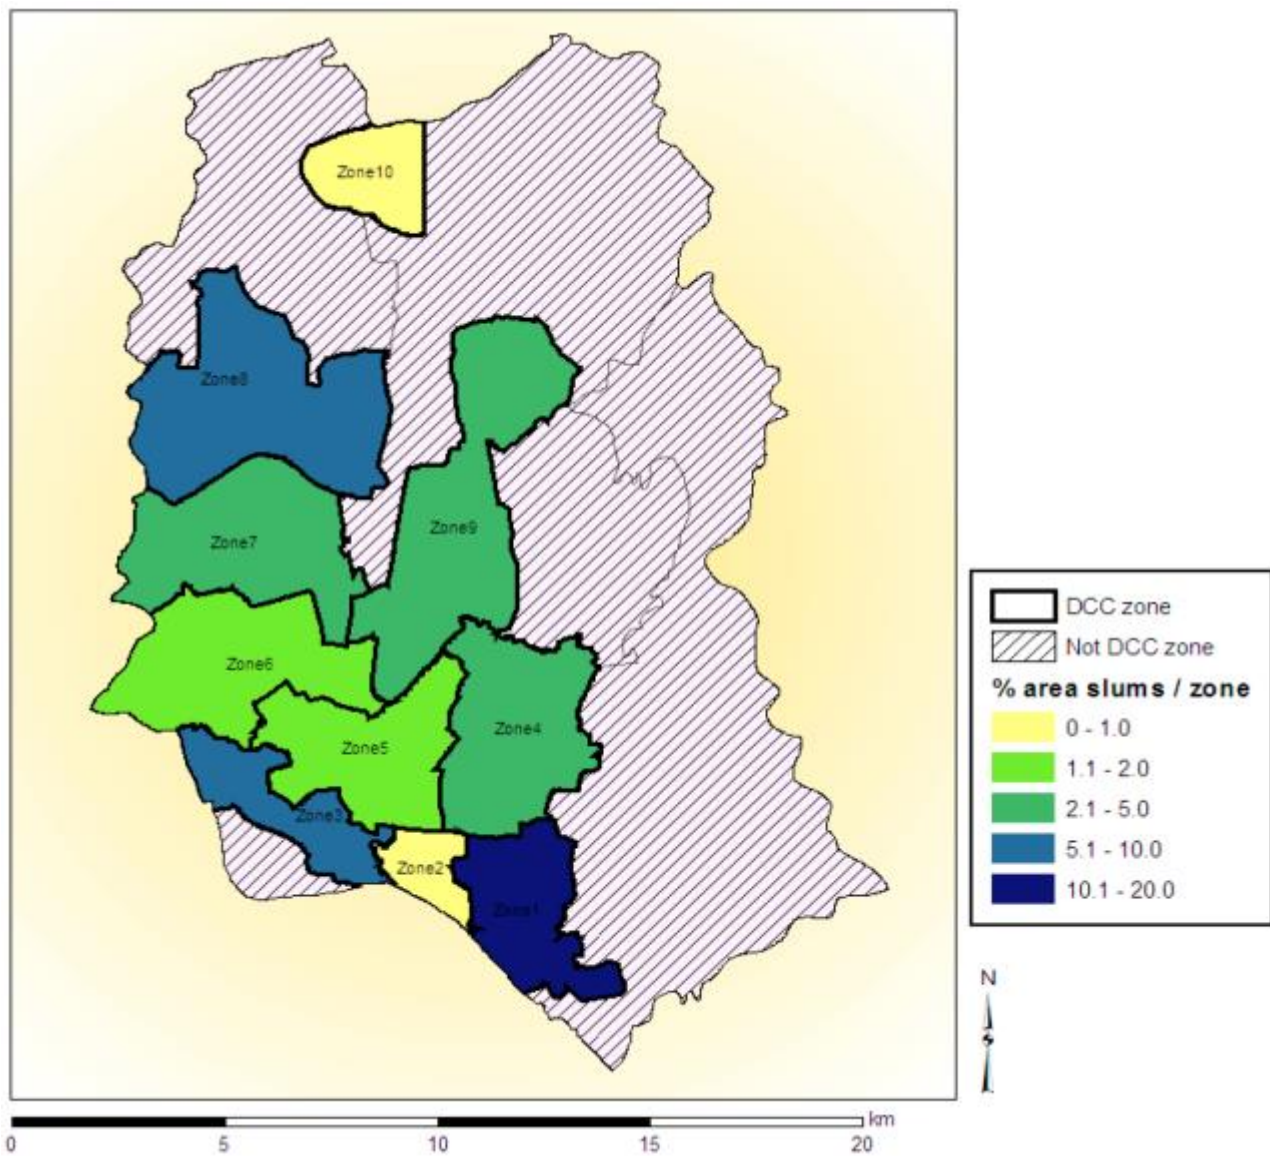 Zone10
Zone8
Zone9
Zone7
Zone6
Zone4
Zone5
Zone3
Zone2
Zone1
DCC zone
Not DCC zone
% area slums / zone
0 - 1.0
1.1 - 2.0
2.1 - 5.0
5.1 - 10.0
10.1 - 20.0
N
km
0 5 10 15 20